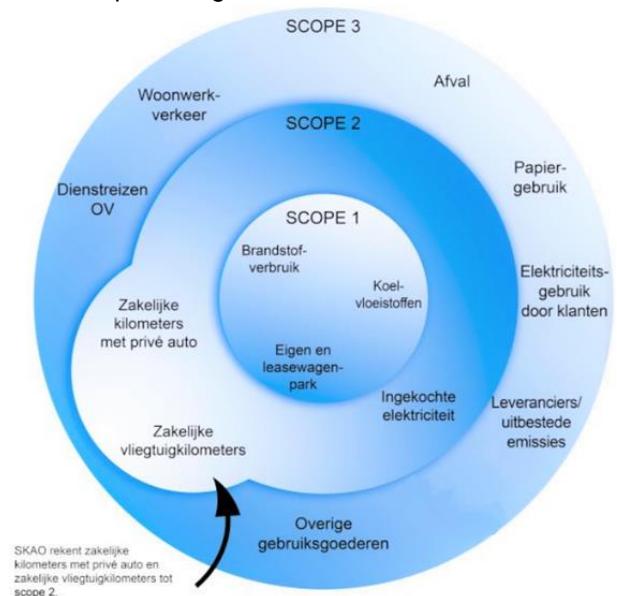 SCOPE 3
Afval
Woonwerk-
verkeer
SCOPE 2
Papier-
gebruik
Dienstreizen
OV
SCOPE 1
Brandstof-
verbruik
Koel-
vloeistoffen
Elektriciteits-
gebruik
door klanten
Zakelijke
kilometers
met privé auto
Eigen en
leasewagen-
park
Ingekochte
elektriciteit
Leveranciers/
uitbestede
emissies
Zakelijke
vliegtuigkilometers
Overige
gebruiksgoederen
SKAO rekent zakelijke
kilometers met privé auto en
zakelijke vliegtuigkilometers tot
scope 2.